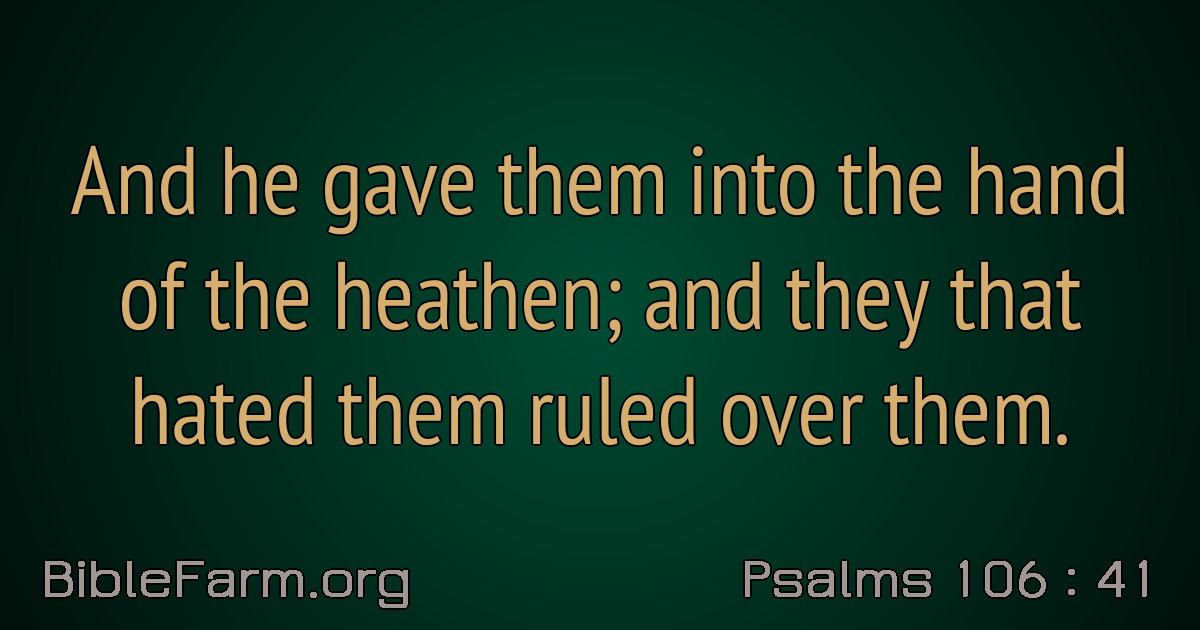 And he gave them into the hand
of the heathen; and they that
hated them ruled over them.
BibleFarm.org
Psalms 106 : 41